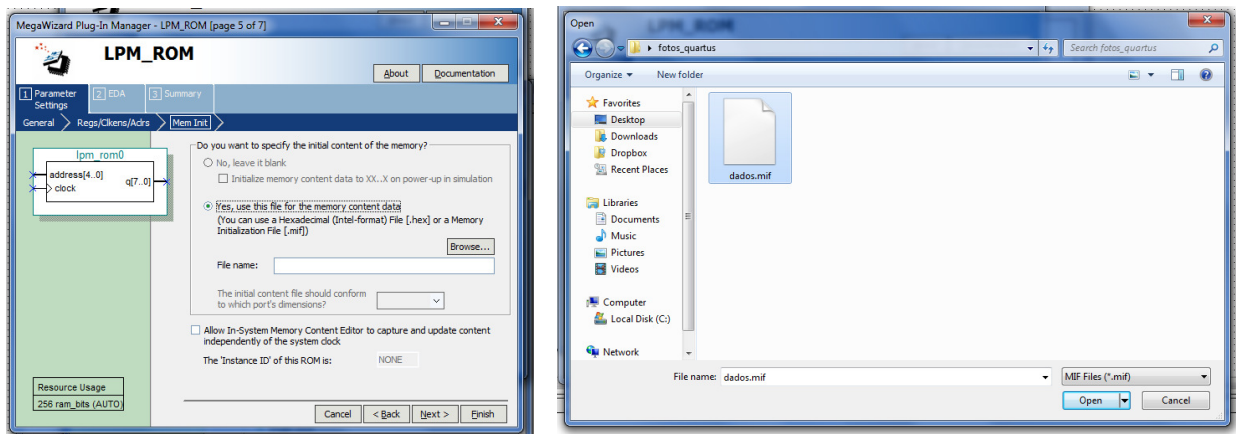 MegaWizard Plug-In Manager - LPM_ROM [page 5 of 7]
LPM_ROM
About
Documentation
1 Parameter Settings
2 EDA
3 Summary
General
Regs/Clkens/Adrs
Mem Init
lpm_rom0
address[4..0]
q[7..0]
clock
Do you want to specify the initial content of the memory?
No, leave it blank
Initialize memory content data to XX..X on power-up in simulation
Yes, use this file for the memory content data
(You can use a Hexadecimal (Intel-format) File [.hex] or a Memory
Initialization File [.mif])
Browse...
File name:
The initial content file should conform
to which port's dimensions?
Allow In-System Memory Content Editor to capture and update content
independently of the system clock
The 'Instance ID' of this ROM is:
NONE
Resource Usage
256 ram_bits (AUTO)
Cancel
< Back
Next >
Finish
Open
LPM_ROM
fotos_quartus
Search fotos_quartus
Organize
New folder
Favorites
Desktop
Downloads
Dropbox
Recent Places
Libraries
Documents
Music
Pictures
Videos
Computer
Local Disk (C:)
Network
dados.mif
File name:
dados.mif
MIF Files (*.mif)
Open
Cancel